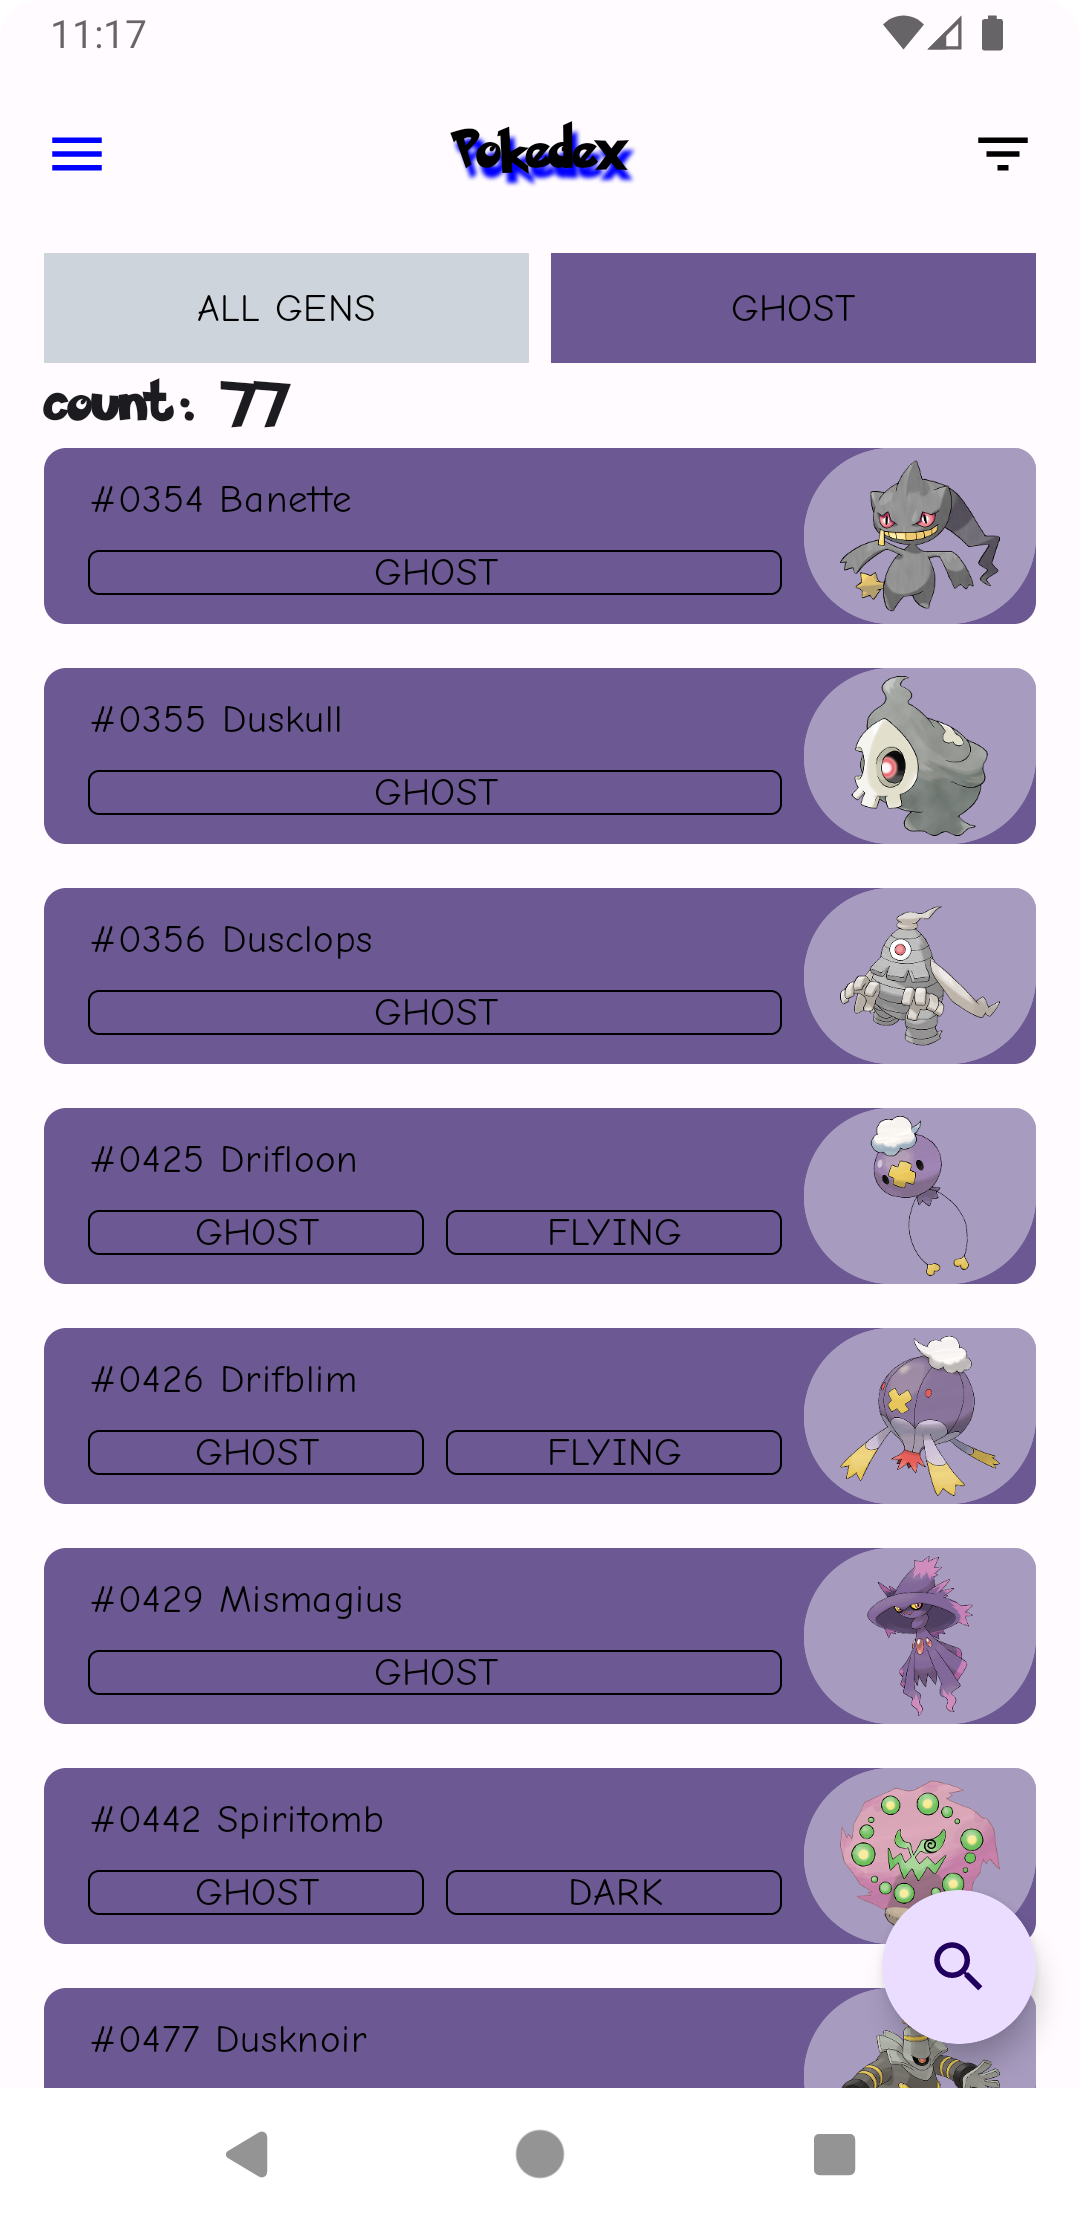 11:17
Pokedex
ALL GENS GHOST
count: 77
#0354 Banette
GHOST
#0355 Duskull
GHOST
#0356 Dusclops
GHOST
#0425 Drifloon
GHOST FLYING
#0426 Drifblim
GHOST FLYING
#0429 Mismagius
GHOST
#0442 Spiritomb
GHOST DARK
#0477 Dusknoir